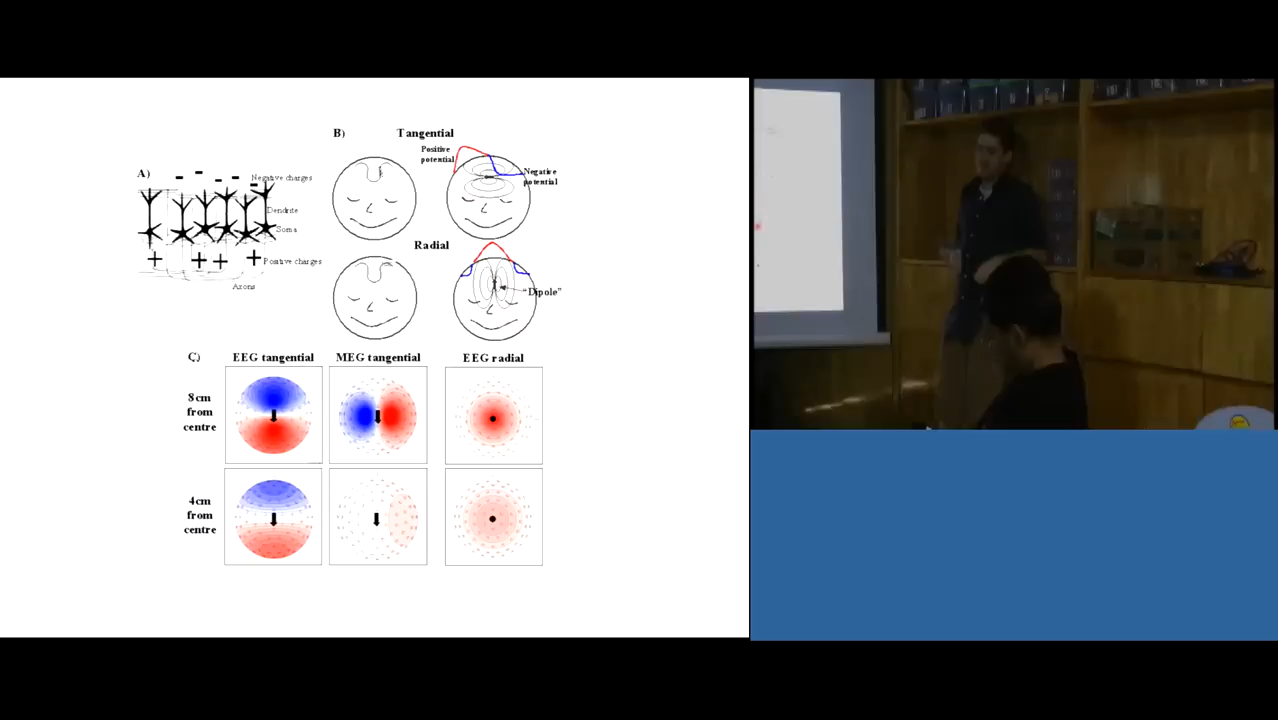 A)
- - - - -
Negative charges
Dendrite
Soma
+ + + +
Positive charges
Axons
B)
Tangential
Positive
potential
Negative
potential
Radial
"Dipole"
C)
EEG tangential
MEG tangential
EEG radial
8cm
from
centre
4cm
from
centre